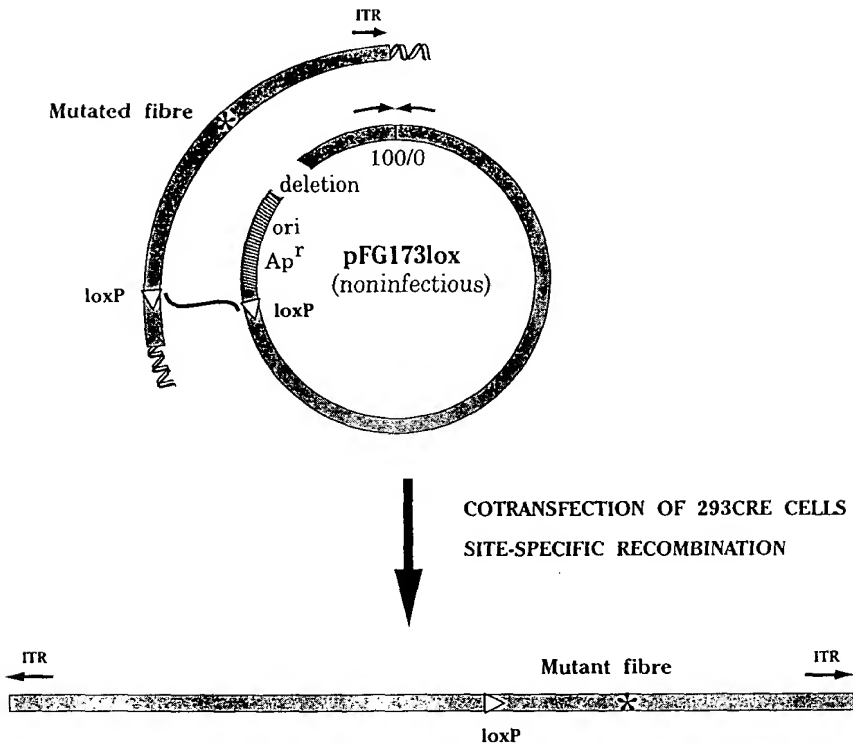 ITR
Mutated fibre
100/0
deletion
ori
Ap^r
pFG173lox
(noninfectious)
loxP
loxP
COTRANSFECTION OF 293CRE CELLS
SITE-SPECIFIC RECOMBINATION
ITR
Mutant fibre
ITR
loxP